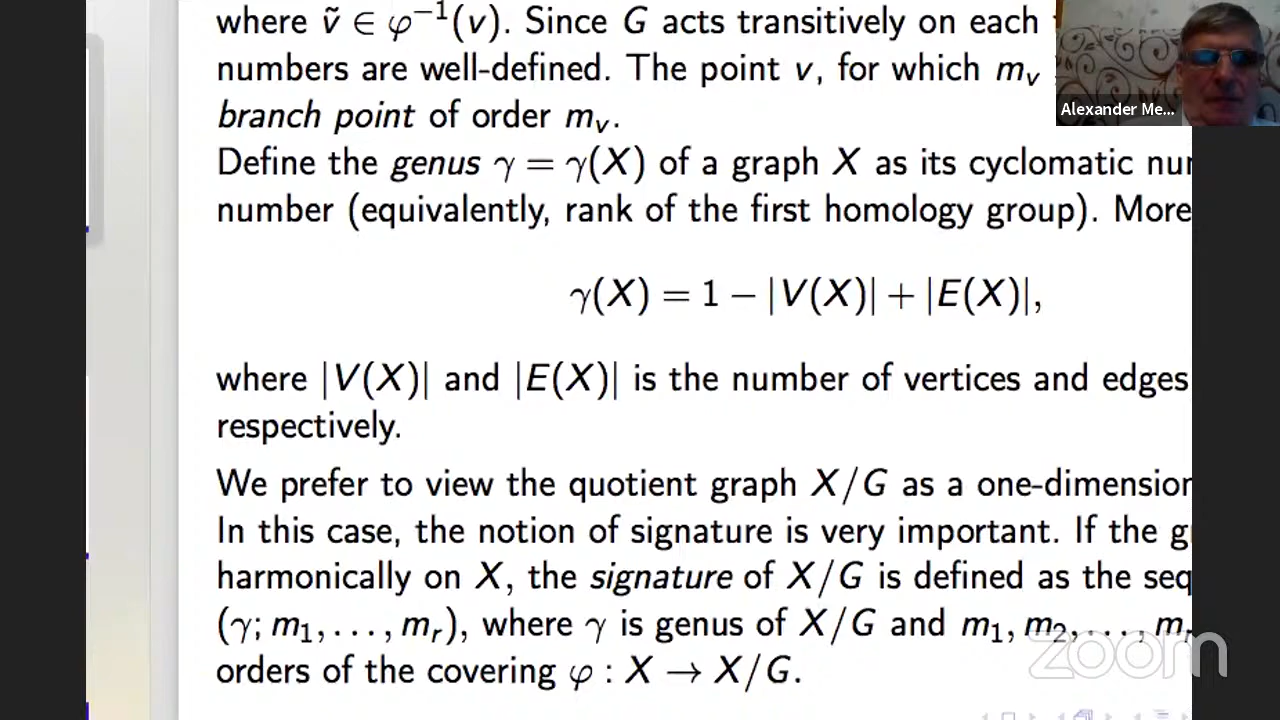 where ṽ ∈ φ⁻¹(v). Since G acts transitively on each
numbers are well-defined. The point v, for which mᵥ
Alexander Me...
branch point of order mᵥ.
Define the genus γ = γ(X) of a graph X as its cyclomatic nu
number (equivalently, rank of the first homology group). More
γ(X) = 1 − |V(X)| + |E(X)|,
where |V(X)| and |E(X)| is the number of vertices and edges
respectively.
We prefer to view the quotient graph X/G as a one-dimension
In this case, the notion of signature is very important. If the g
harmonically on X, the signature of X/G is defined as the seq
(γ; m₁, . . . , mᵣ), where γ is genus of X/G and m₁, m₂, . . . , m
orders of the covering φ : X → X/G.
zoom